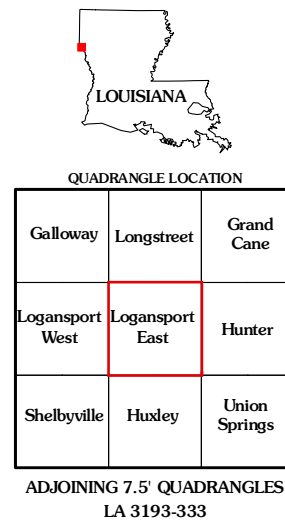 LOUISIANA
QUADRANGLE LOCATION
Galloway
Longstreet
Grand
Cane
Logansport
West
Logansport
East
Hunter
Shelbyville
Huxley
Union
Springs
ADJOINING 7.5' QUADRANGLES
LA 3193-333